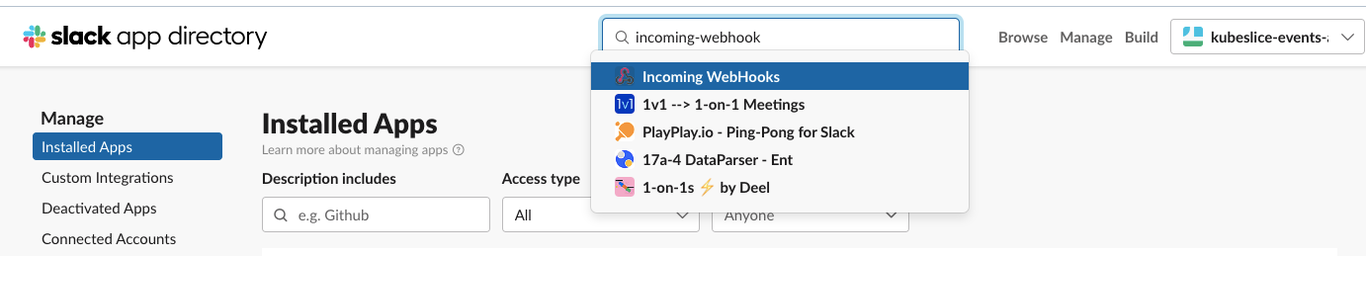 slack app directory
incoming-webhook
Browse Manage Build kubeslice-events-
Incoming WebHooks
1v1 1v1 --> 1-on-1 Meetings
PlayPlay.io - Ping-Pong for Slack
17a-4 DataParser - Ent
1-on-1s ⚡ by Deel
Manage
Installed Apps
Custom Integrations
Deactivated Apps
Connected Accounts
Installed Apps
Learn more about managing apps ?
Description includes
Access type
e.g. Github
All
Anyone